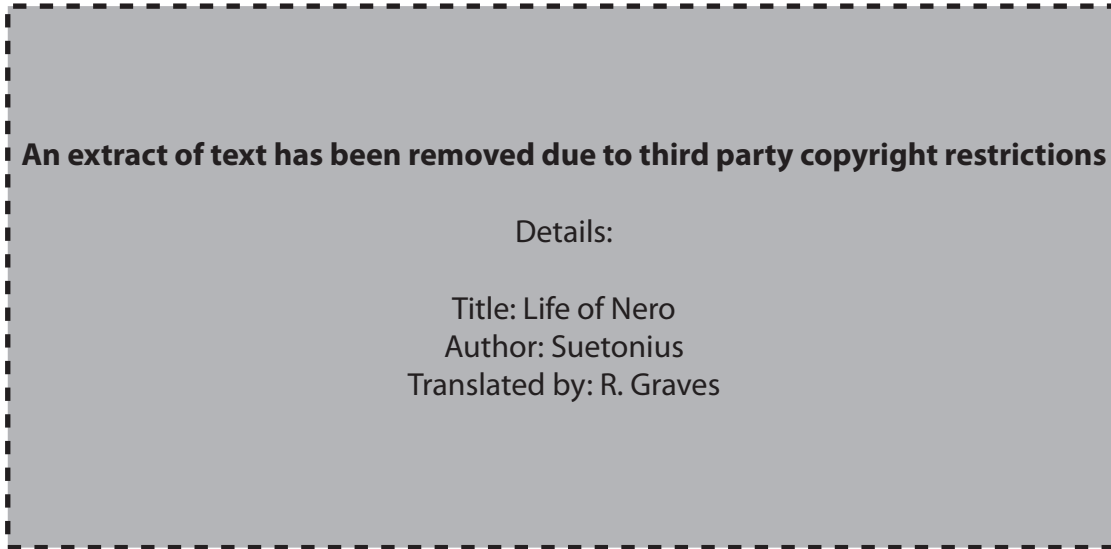 An extract of text has been removed due to third party copyright restrictions
Details:
Title: Life of Nero
Author: Suetonius
Translated by: R. Graves